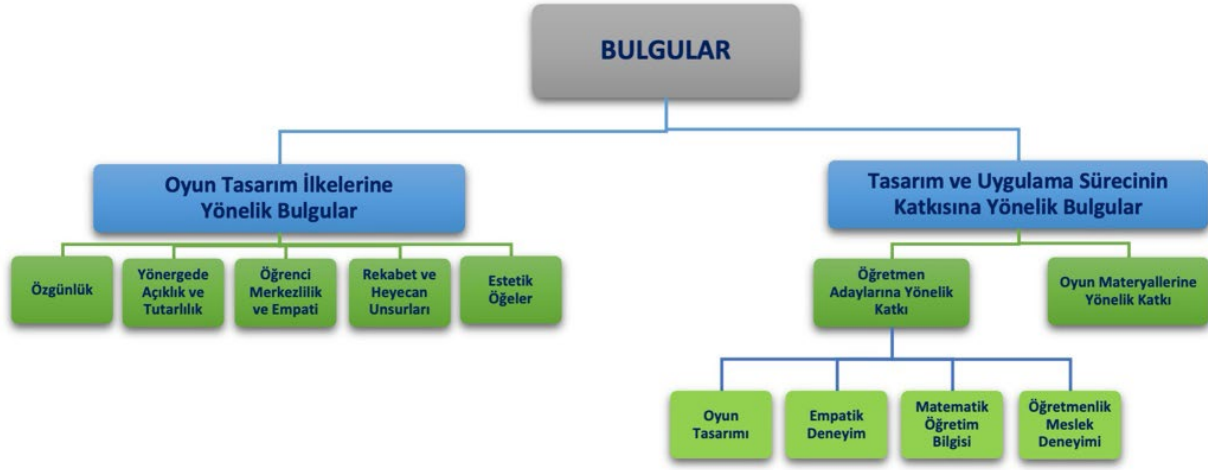 BULGULAR
Oyun Tasarım İlkelerine
Yönelik Bulgular
Tasarım ve Uygulama Sürecinin
Katkısına Yönelik Bulgular
Özgünlük
Yönergede
Açıklık ve
Tutarlılık
Öğrenci
Merkezlilik
ve Empati
Rekabet ve
Heyecan
Unsurları
Estetik
Öğeler
Öğretmen
Adaylarına Yönelik
Katkı
Oyun Materyallerine
Yönelik Katkı
Oyun
Tasarımı
Empatik
Deneyim
Matematik
Öğretim
Bilgisi
Öğretmenlik
Meslek
Deneyimi